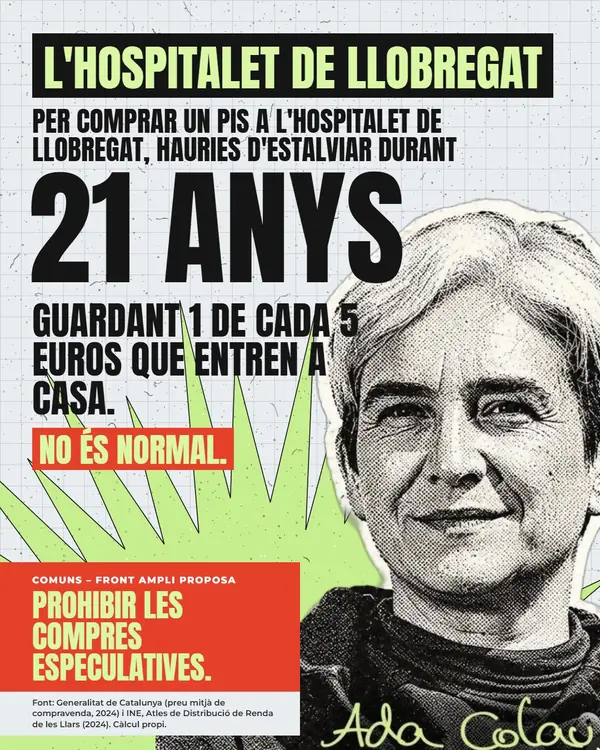 L'HOSPITALET DE LLOBREGAT
PER COMPRAR UN PIS A L'HOSPITALET DE
LLOBREGAT, HAURIES D'ESTALVIAR DURANT
21 ANYS
GUARDANT 1 DE CADA 5
EUROS QUE ENTREN A
CASA.
NO ÉS NORMAL.
COMUNS – FRONT AMPLI PROPOSA
PROHIBIR LES
COMPRES
ESPECULATIVES.
Font: Generalitat de Catalunya (preu mitjà de
compravenda, 2024) i INE, Atles de Distribució de Renda
de les Llars (2024). Càlcul propi.
Ada Colau